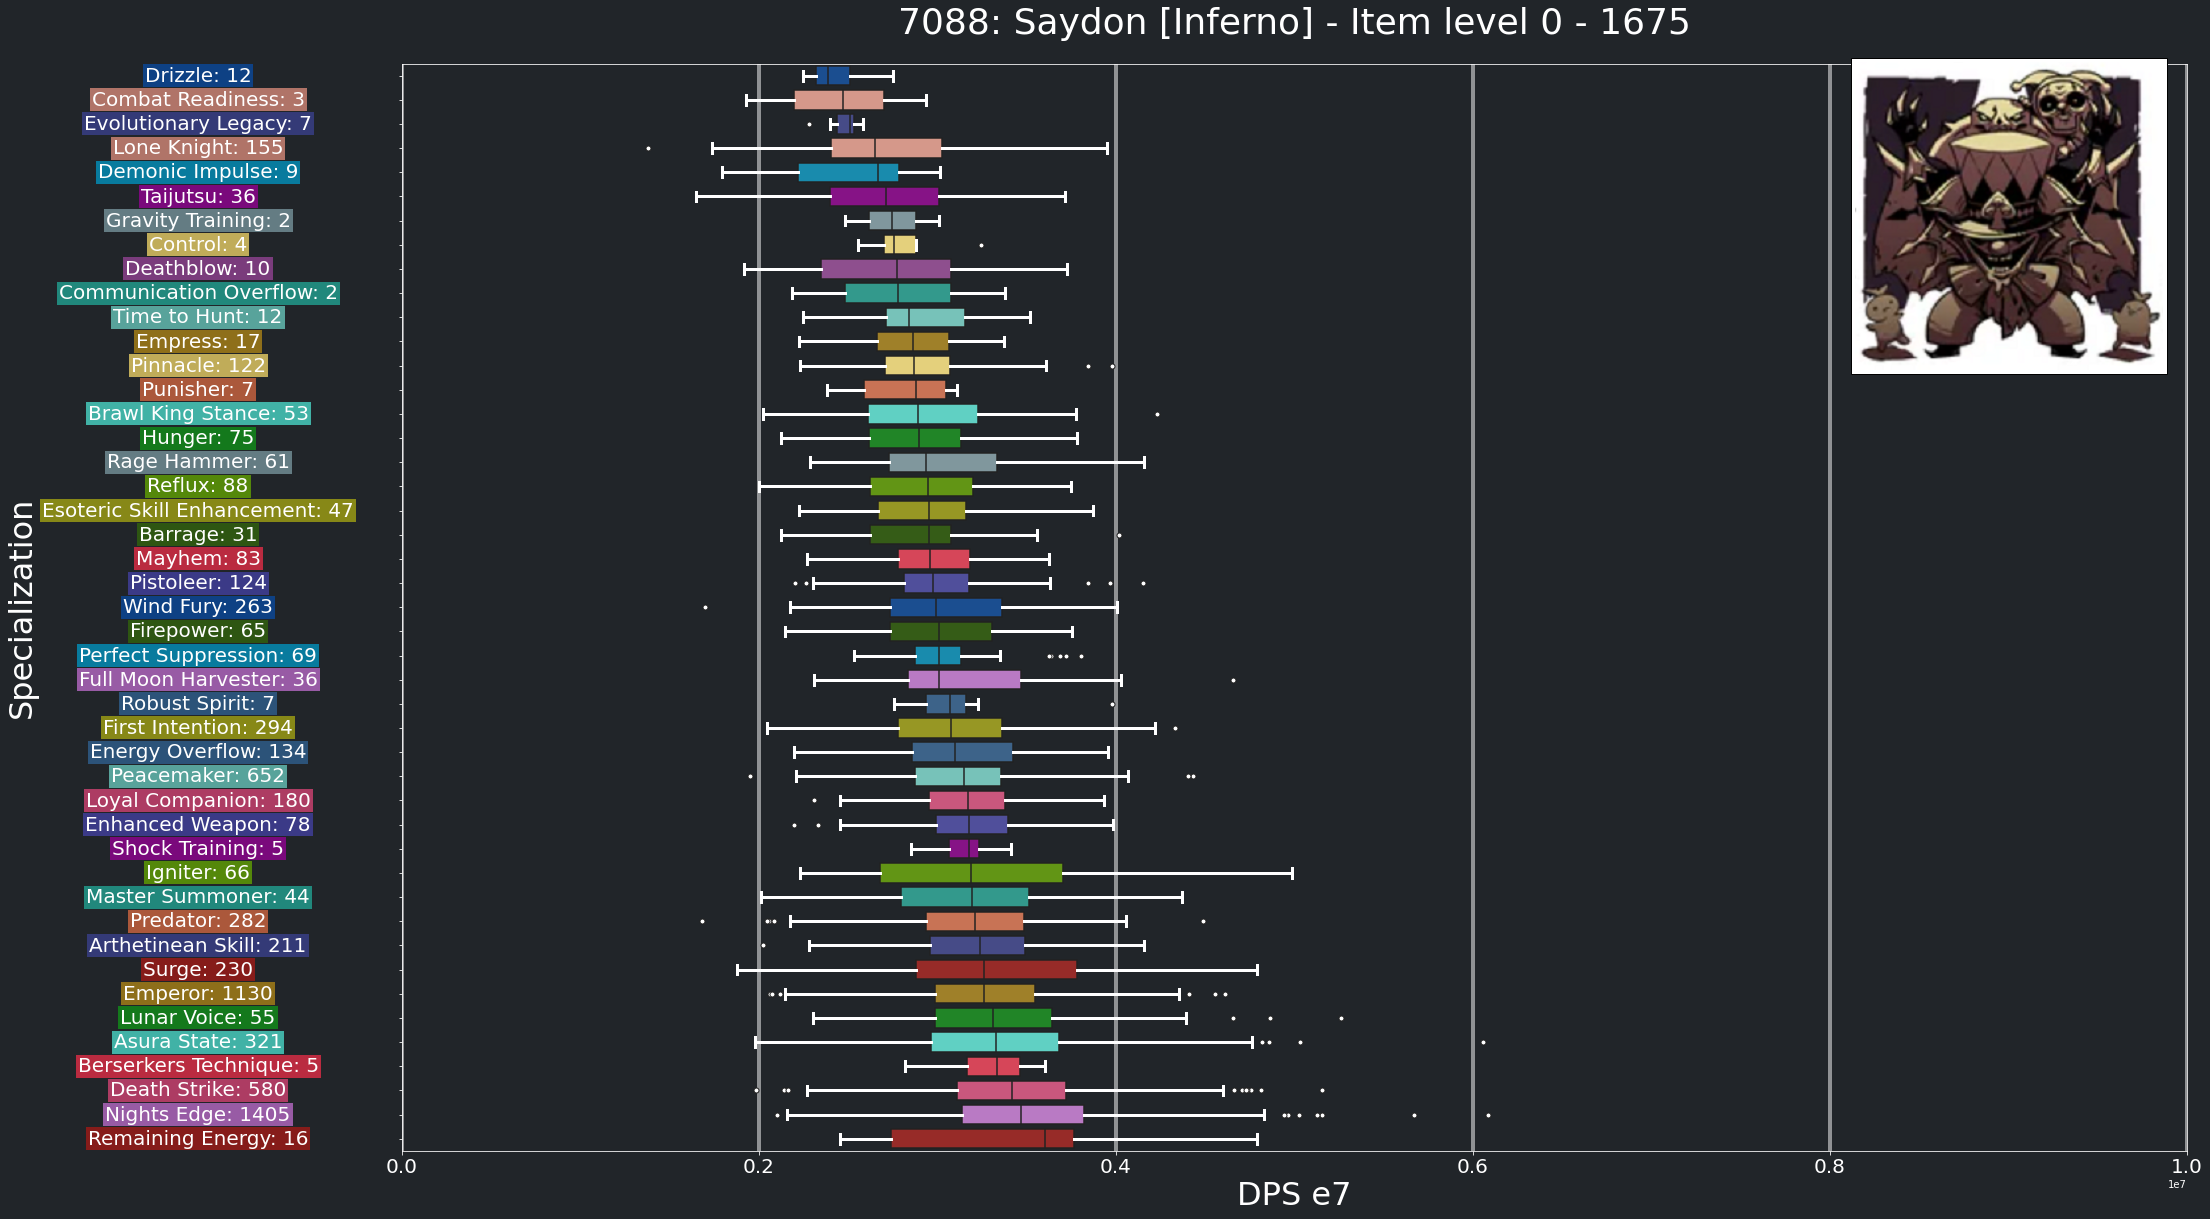 7088: Saydon [Inferno] - Item level 0 - 1675
Specialization
Drizzle: 12
Combat Readiness: 3
Evolutionary Legacy: 7
Lone Knight: 155
Demonic Impulse: 9
Taijutsu: 36
Gravity Training: 2
Control: 4
Deathblow: 10
Communication Overflow: 2
Time to Hunt: 12
Empress: 17
Pinnacle: 122
Punisher: 7
Brawl King Stance: 53
Hunger: 75
Rage Hammer: 61
Reflux: 88
Esoteric Skill Enhancement: 47
Barrage: 31
Mayhem: 83
Pistoleer: 124
Wind Fury: 263
Firepower: 65
Perfect Suppression: 69
Full Moon Harvester: 36
Robust Spirit: 7
First Intention: 294
Energy Overflow: 134
Peacemaker: 652
Loyal Companion: 180
Enhanced Weapon: 78
Shock Training: 5
Igniter: 66
Master Summoner: 44
Predator: 282
Arthetinean Skill: 211
Surge: 230
Emperor: 1130
Lunar Voice: 55
Asura State: 321
Berserkers Technique: 5
Death Strike: 580
Nights Edge: 1405
Remaining Energy: 16
0.0 0.2 0.4 0.6 0.8 1.0
1e7
DPS e7